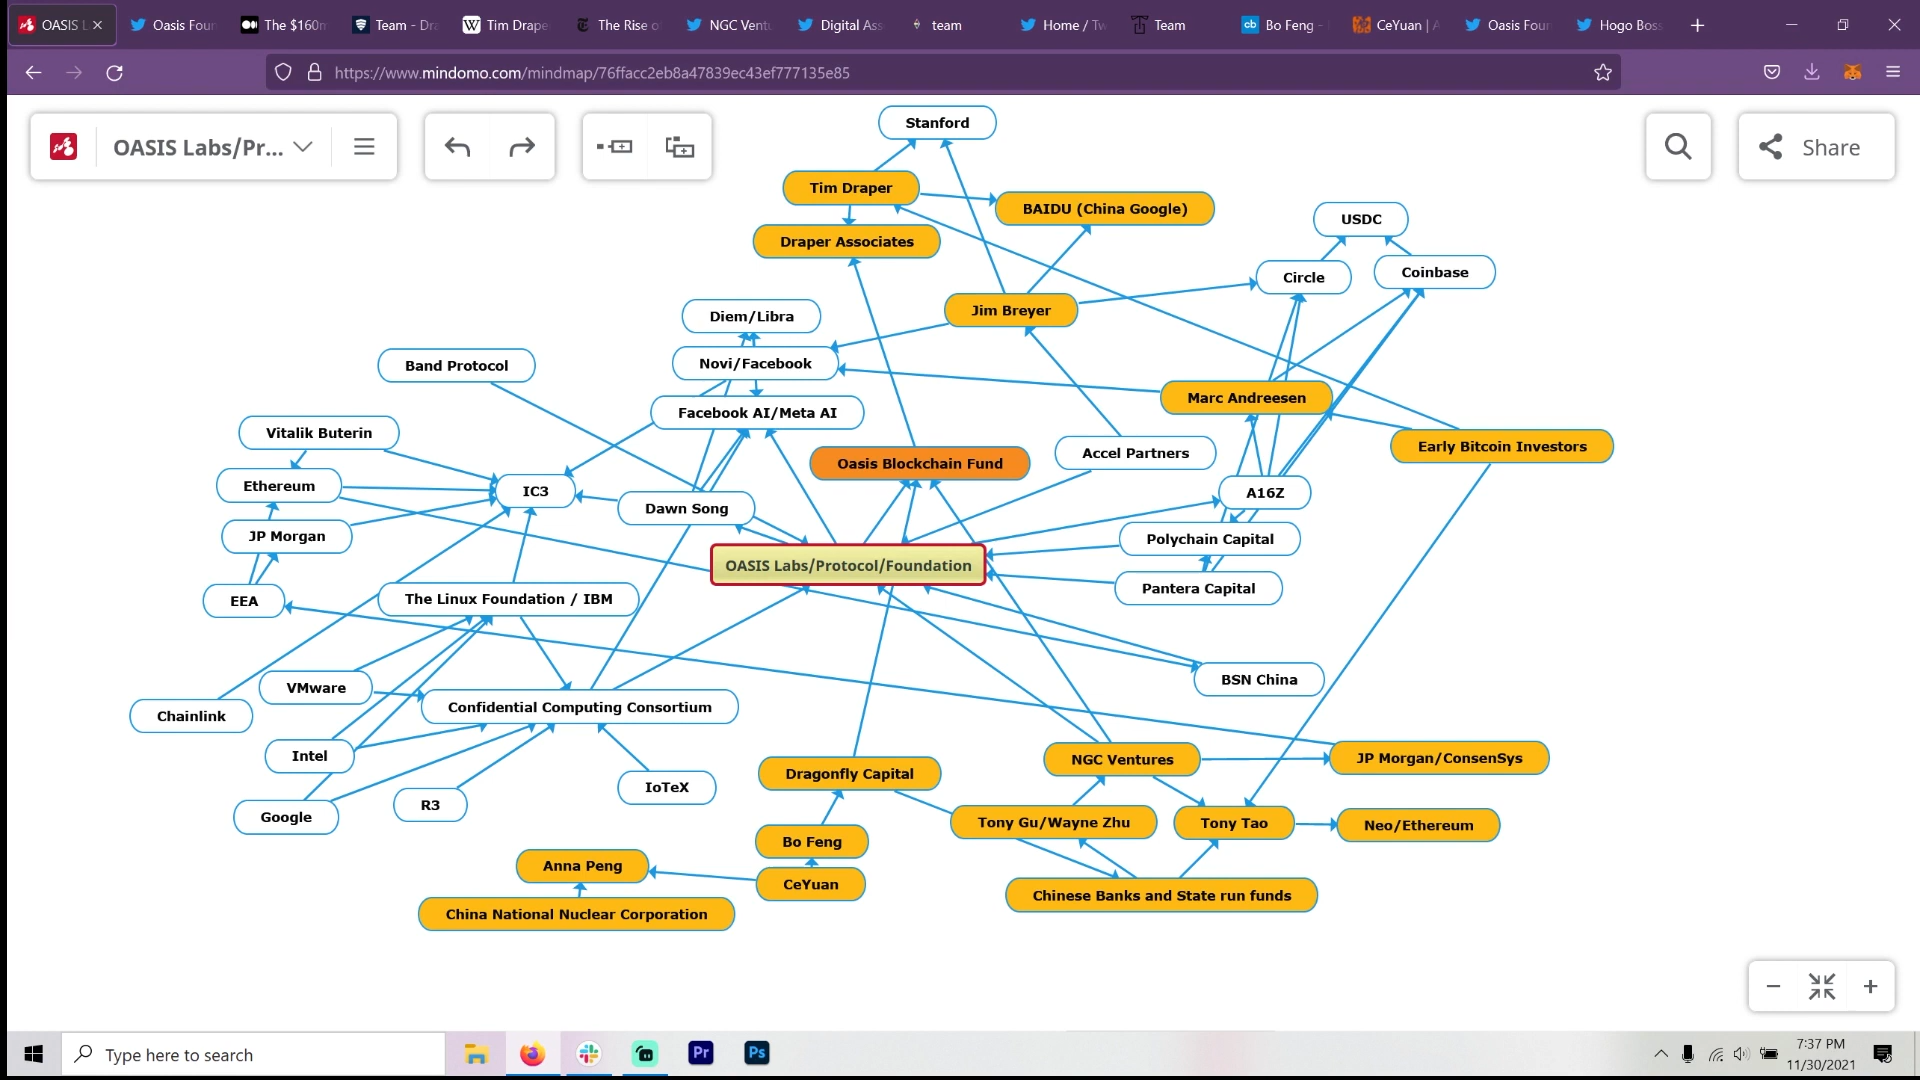 OASIS L
Oasis Foun
The $160m
Team - Dra
Tim Drape
The Rise o
NGC Ventu
Digital Ass
team
Home / Tw
Team
Bo Feng -
CeYuan | A
Oasis Foun
Hogo Boss
https://www.mindomo.com/mindmap/76ffacc2eb8a47839ec43ef777135e85
OASIS Labs/Pr...
Share
Stanford
Tim Draper
BAIDU (China Google)
USDC
Draper Associates
Circle
Coinbase
Jim Breyer
Diem/Libra
Novi/Facebook
Band Protocol
Marc Andreesen
Facebook AI/Meta AI
Vitalik Buterin
Early Bitcoin Investors
Accel Partners
Oasis Blockchain Fund
Ethereum
IC3
A16Z
Dawn Song
JP Morgan
Polychain Capital
OASIS Labs/Protocol/Foundation
Pantera Capital
EEA
The Linux Foundation / IBM
BSN China
VMware
Confidential Computing Consortium
Chainlink
Intel
NGC Ventures
JP Morgan/ConsenSys
Dragonfly Capital
IoTeX
R3
Google
Tony Gu/Wayne Zhu
Tony Tao
Neo/Ethereum
Bo Feng
Anna Peng
CeYuan
Chinese Banks and State run funds
China National Nuclear Corporation
Type here to search
Pr
Ps
7:37 PM
11/30/2021